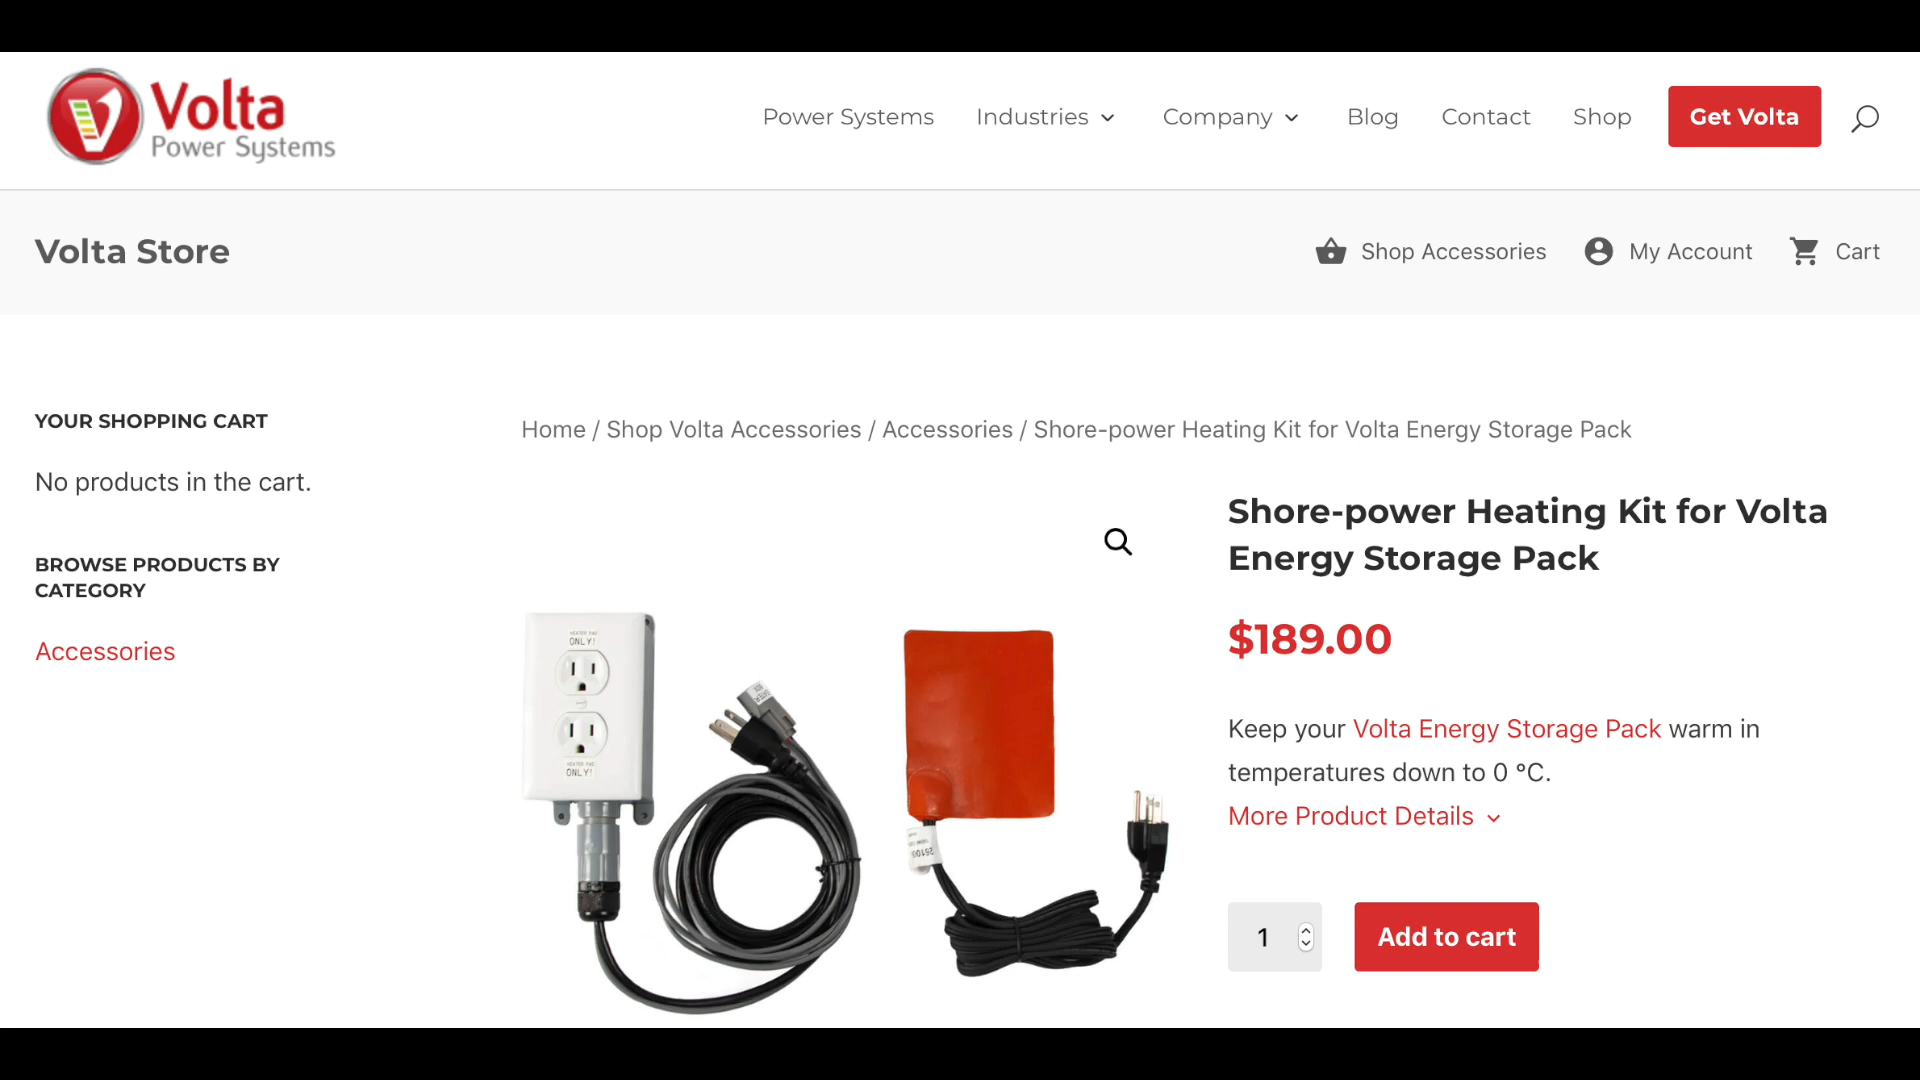 Volta
Power Systems
Power Systems
Industries
Company
Blog
Contact
Shop
Get Volta
Volta Store
Shop Accessories
My Account
Cart
YOUR SHOPPING CART
No products in the cart.
BROWSE PRODUCTS BY
CATEGORY
Accessories
Home / Shop Volta Accessories / Accessories / Shore-power Heating Kit for Volta Energy Storage Pack
HEATER PAD
ONLY!
HEATER PAD
ONLY!
Shore-power Heating Kit for Volta
Energy Storage Pack
$189.00
Keep your Volta Energy Storage Pack warm in
temperatures down to 0 °C.
More Product Details
1
Add to cart